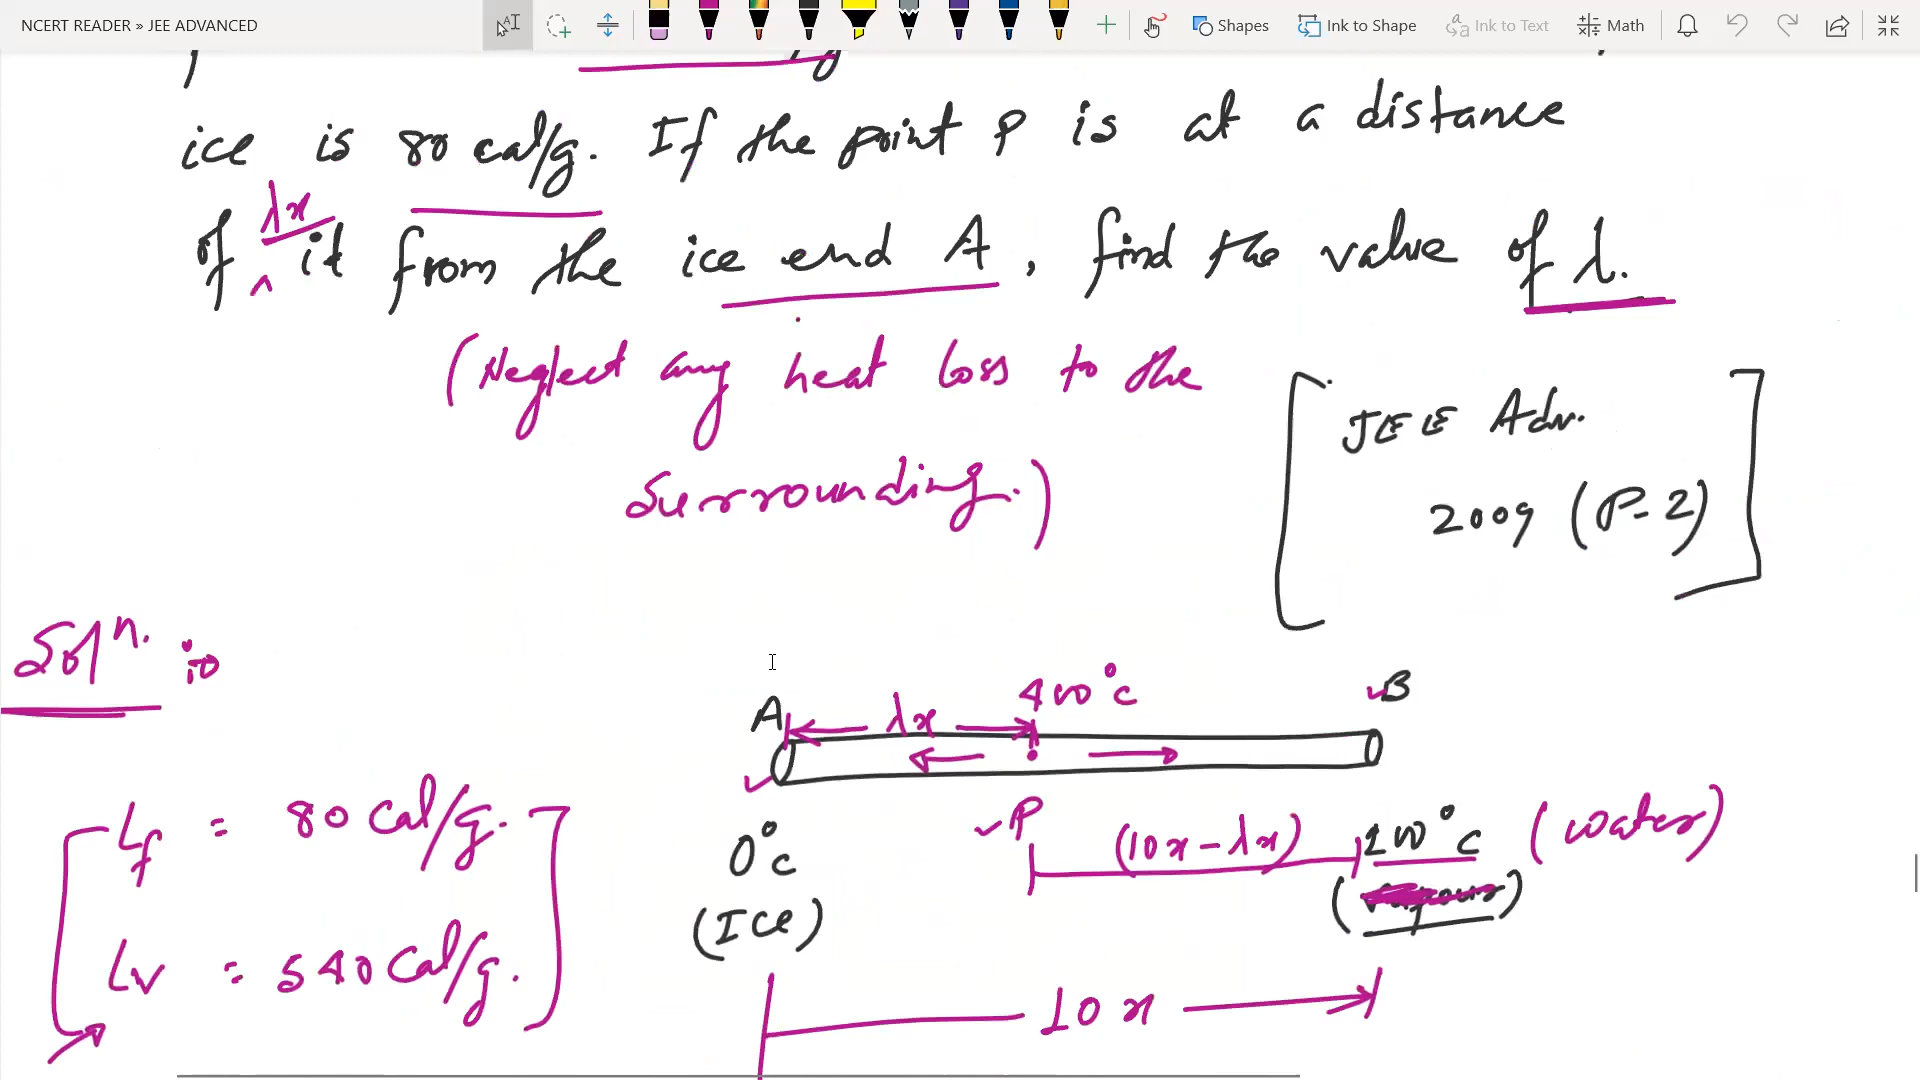 NCERT READER » JEE ADVANCED
Shapes Ink to Shape Ink to Text Math
ice is 80 cal/g. If the point P is at a distance
λx
of ^ it from the ice end A, find the value of λ.
(Neglect any heat loss to the
surrounding.)
[JEE Adv.
2009 (P-2)]
Solⁿ.
A λx 400°C B
P (10x-λx) 100°C (water)
0°C
(ICE)
Lf = 80 Cal/g.
Lv = 540 Cal/g.
10x